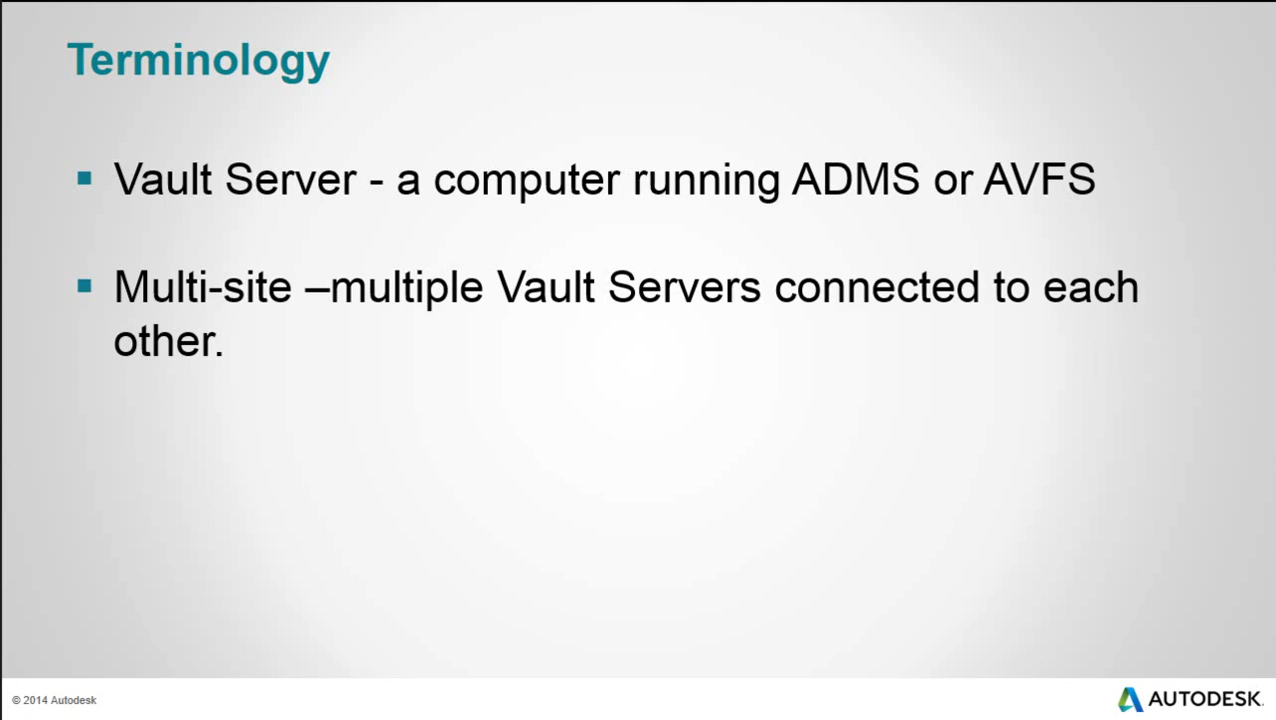 Terminology
▪ Vault Server - a computer running ADMS or AVFS
▪ Multi-site –multiple Vault Servers connected to each
other.
© 2014 Autodesk
AUTODESK.